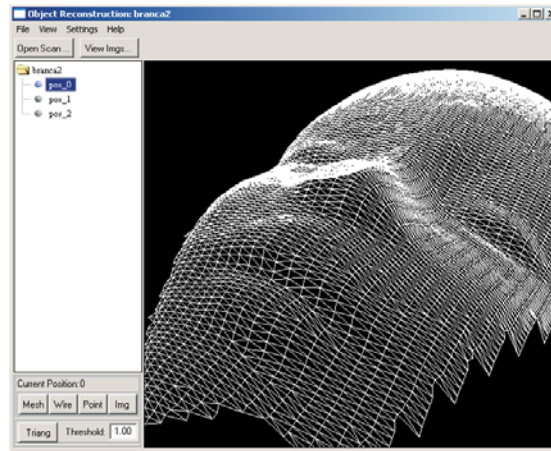 Object Reconstruction: branca2
File View Settings Help
Open Scan ... View Imgs...
branca2
pos_0
pos_1
pos_2
Current Position: 0
Mesh Wire Point Img
Triang Threshold: 1.00